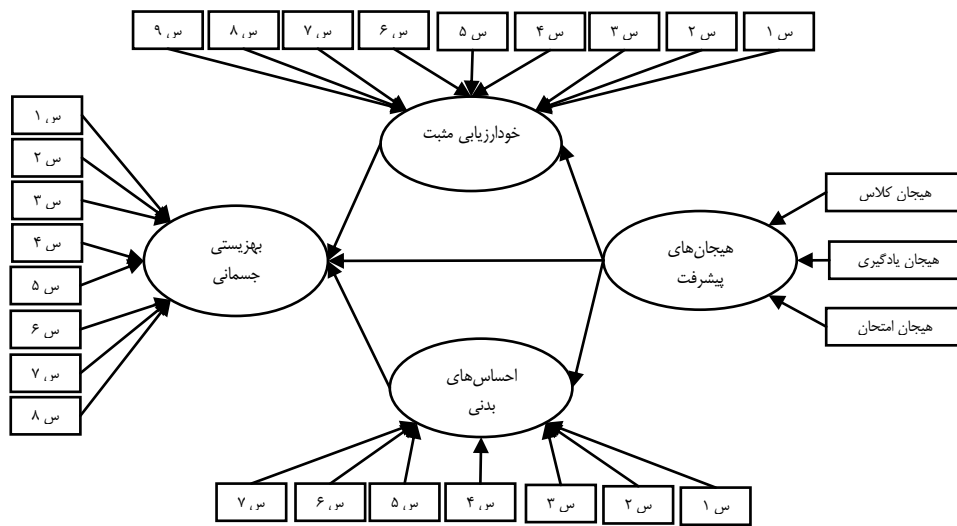 س ۱
س ۲
س ۳
س ۴
س ۵
س ۶
س ۷
س ۸
س ۹
خودارزیابی مثبت
هیجان کلاس
هیجان یادگیری
هیجان امتحان
هیجان‌های
پیشرفت
بهزیستی
جسمانی
س ۱
س ۲
س ۳
س ۴
س ۵
س ۶
س ۷
س ۸
احساس‌های
بدنی
س ۱
س ۲
س ۳
س ۴
س ۵
س ۶
س ۷